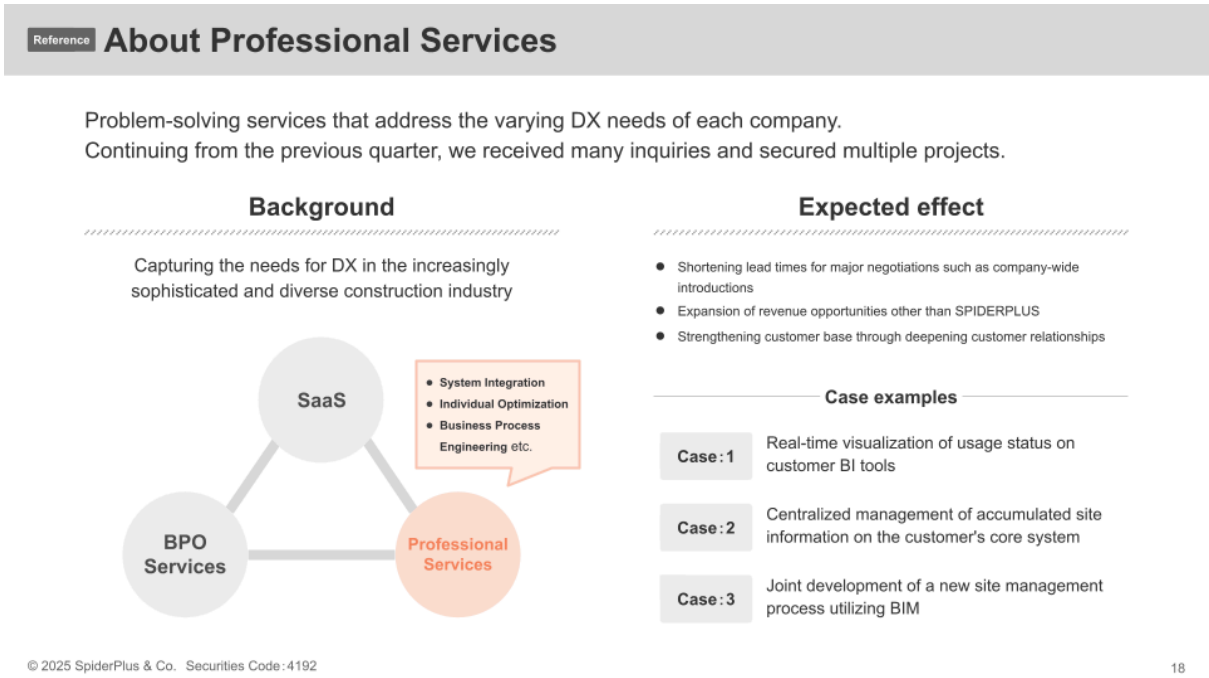 Reference
About Professional Services
Problem-solving services that address the varying DX needs of each company.
Continuing from the previous quarter, we received many inquiries and secured multiple projects.
Background
Capturing the needs for DX in the increasingly
sophisticated and diverse construction industry
SaaS
● System Integration
● Individual Optimization
● Business Process
Engineering etc.
BPO
Services
Professional
Services
Expected effect
● Shortening lead times for major negotiations such as company-wide
introductions
● Expansion of revenue opportunities other than SPIDERPLUS
● Strengthening customer base through deepening customer relationships
Case examples
Case:1
Real-time visualization of usage status on
customer BI tools
Case:2
Centralized management of accumulated site
information on the customer's core system
Case:3
Joint development of a new site management
process utilizing BIM
© 2025 SpiderPlus & Co. Securities Code:4192
18